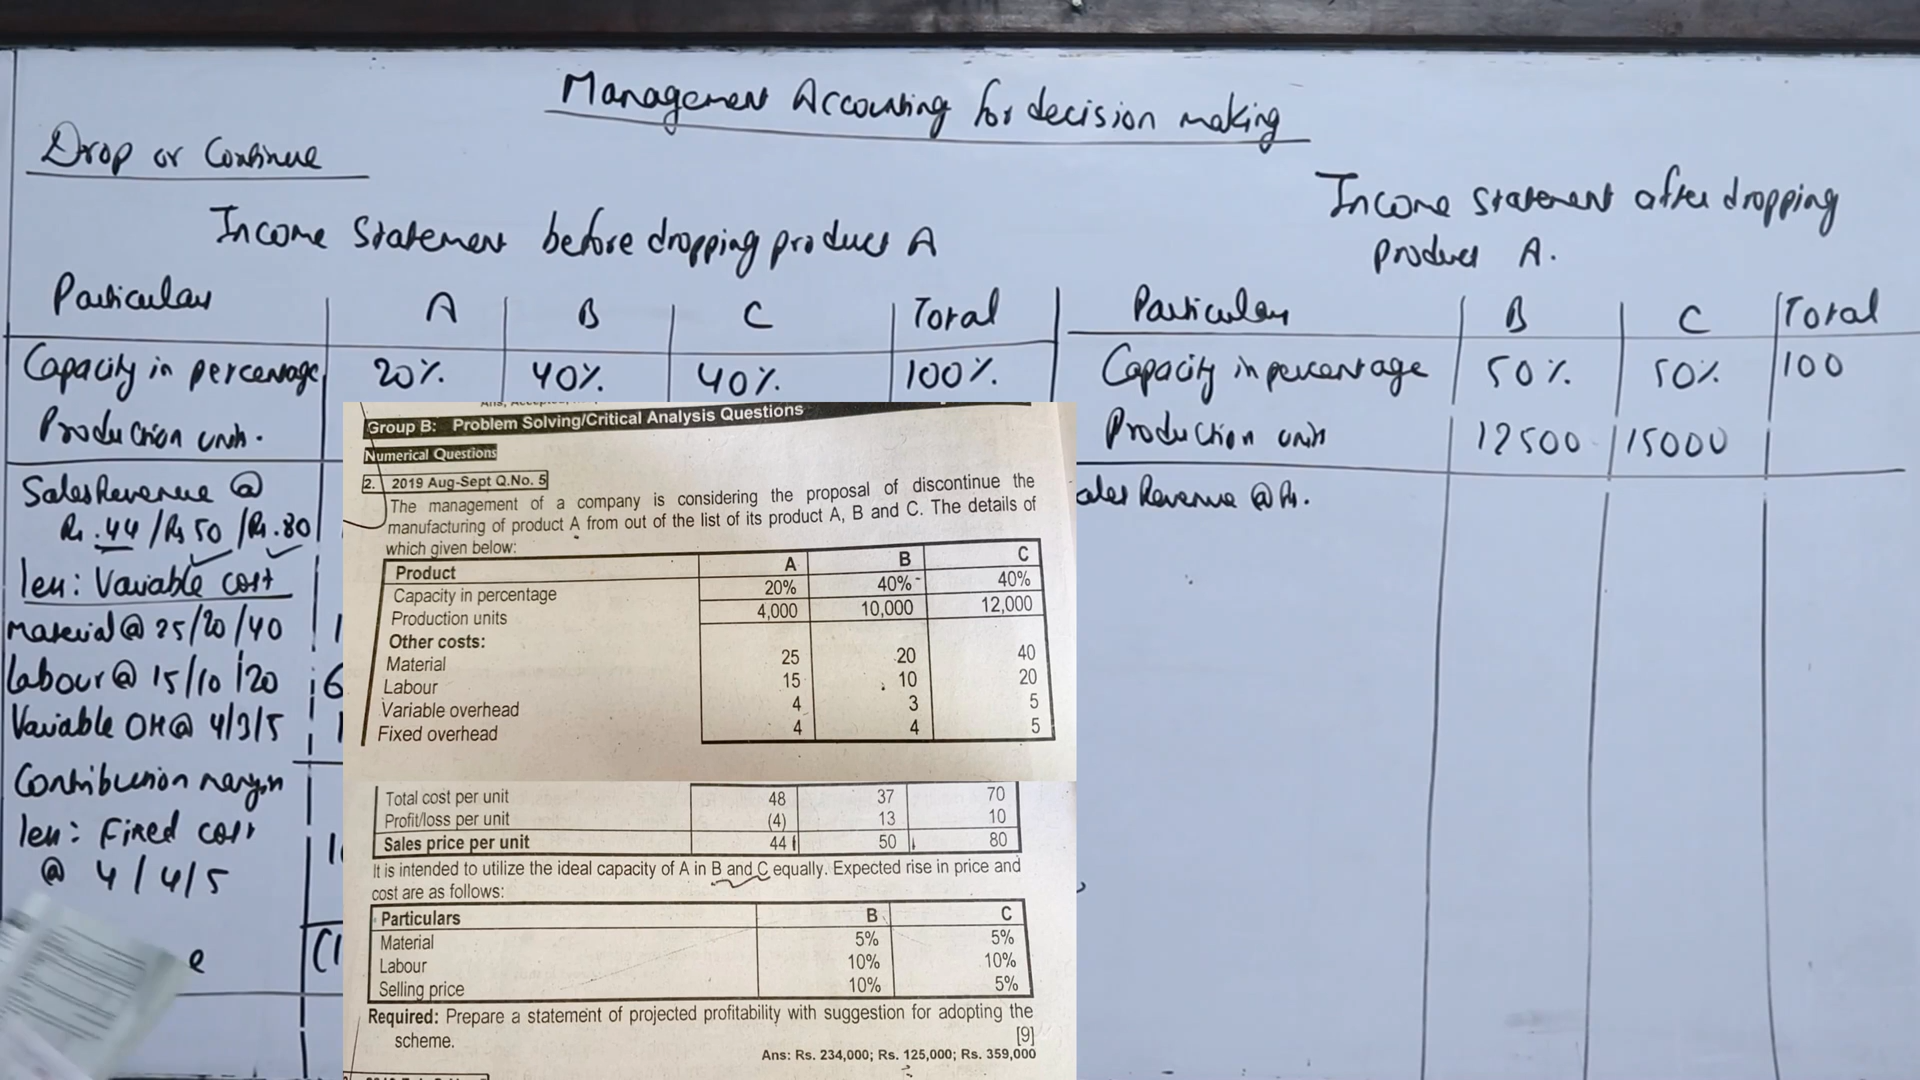 Management Accounting for decision making
Drop or Continue
Income Statement before dropping product A
Particulars A B C Total
Capacity in percentage 20% 40% 40% 100%
Production units.
Sales Revenue @
Rs.44/Rs 50/Rs.80
less: Variable cost
Material @ 25/20/40
Labour @ 15/10/20
Variable OH @ 4/3/5
Contribution margin
less: Fixed cost
@ 4/4/5
Income statement after dropping
product A.
Particulars B C Total
Capacity in percentage 50% 50% 100
Production units 12500 15000
ales Revenue @ Rs.
Group B: Problem Solving/Critical Analysis Questions
Numerical Questions
2. 2019 Aug-Sept Q.No. 5
The management of a company is considering the proposal of discontinue the
manufacturing of product A from out of the list of its product A, B and C. The details of
which given below:
Product A B C
Capacity in percentage 20% 40% 40%
Production units 4,000 10,000 12,000
Other costs:
Material 25 20 40
Labour 15 10 20
Variable overhead 4 3 5
Fixed overhead 4 4 5
Total cost per unit 48 37 70
Profit/loss per unit (4) 13 10
Sales price per unit 44 50 80
It is intended to utilize the ideal capacity of A in B and C equally. Expected rise in price and
cost are as follows:
Particulars B C
Material 5% 5%
Labour 10% 10%
Selling price 10% 5%
Required: Prepare a statement of projected profitability with suggestion for adopting the
scheme. [9]
Ans: Rs. 234,000; Rs. 125,000; Rs. 359,000